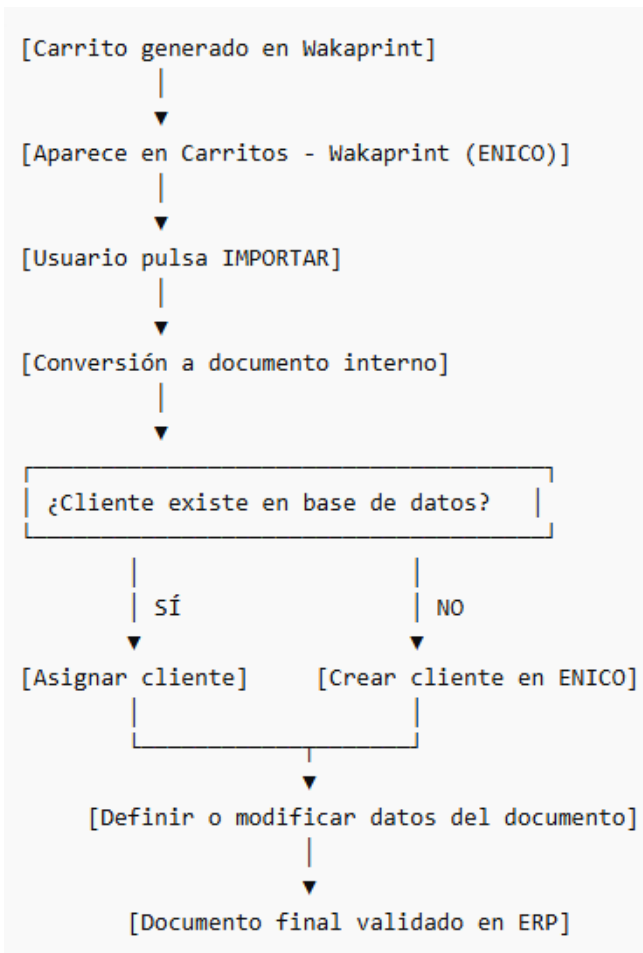 [Carrito generado en Wakaprint]
[Aparece en Carritos - Wakaprint (ENICO)]
[Usuario pulsa IMPORTAR]
[Conversión a documento interno]
¿Cliente existe en base de datos?
SÍ NO
[Asignar cliente] [Crear cliente en ENICO]
[Definir o modificar datos del documento]
[Documento final validado en ERP]